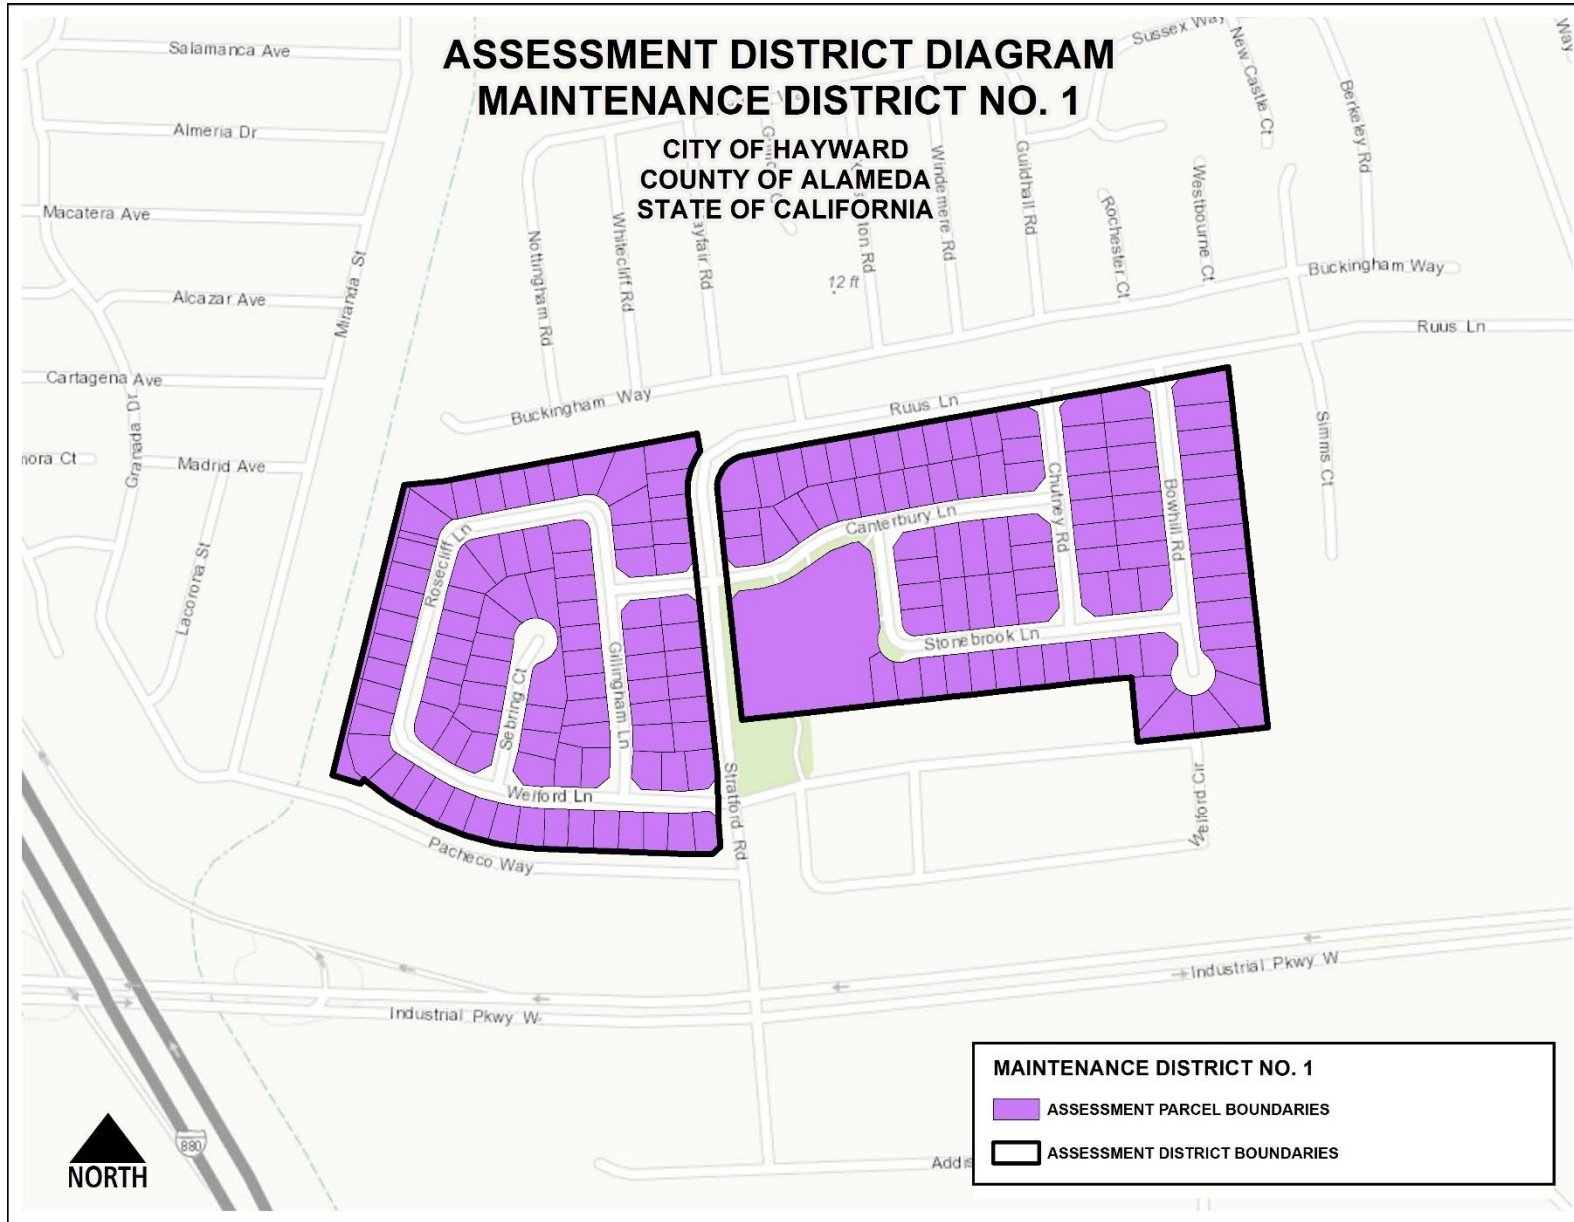 ASSESSMENT DISTRICT DIAGRAM
MAINTENANCE DISTRICT NO. 1
CITY OF HAYWARD
COUNTY OF ALAMEDA
STATE OF CALIFORNIA
Salamanca Ave
Almeria Dr
Macatera Ave
Alcazar Ave
Cartagena Ave
Madrid Ave
Granada Dr
Miranda St
Lacorona St
Sussex Way
New Castle Ct
Berkeley Rd
Way
Nottingham Rd
Whitecliff Rd
Windemere Rd
Guildhall Rd
Rochester Ct
Westbourne Ct
12 ft
Buckingham Way
Buckingham Way
Ruus Ln
Ruus Ln
Simms Ct
Rosecliff Ln
Sebring Ct
Gillingham Ln
Welford Ln
Canterbury Ln
Chutney Rd
Bowhill Rd
Stonebrook Ln
Stratford Rd
Welford Cir
Pacheco Way
Industrial Pkwy W
Industrial Pkwy W
880
NORTH
MAINTENANCE DISTRICT NO. 1
ASSESSMENT PARCEL BOUNDARIES
ASSESSMENT DISTRICT BOUNDARIES